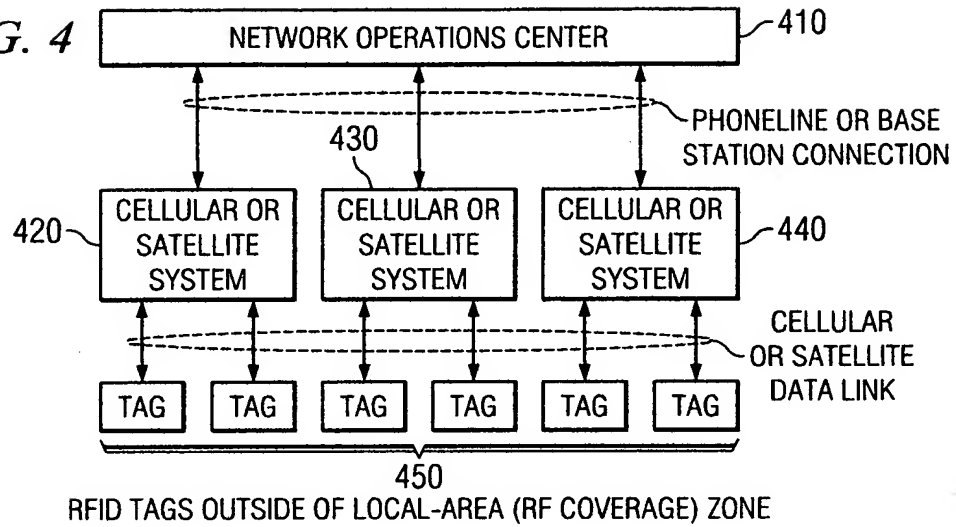 G. 4
NETWORK OPERATIONS CENTER
410
PHONELINE OR BASE
STATION CONNECTION
430
420
CELLULAR OR
SATELLITE
SYSTEM
CELLULAR OR
SATELLITE
SYSTEM
CELLULAR OR
SATELLITE
SYSTEM
440
CELLULAR
OR SATELLITE
DATA LINK
TAG
TAG
TAG
TAG
TAG
TAG
450
RFID TAGS OUTSIDE OF LOCAL-AREA (RF COVERAGE) ZONE